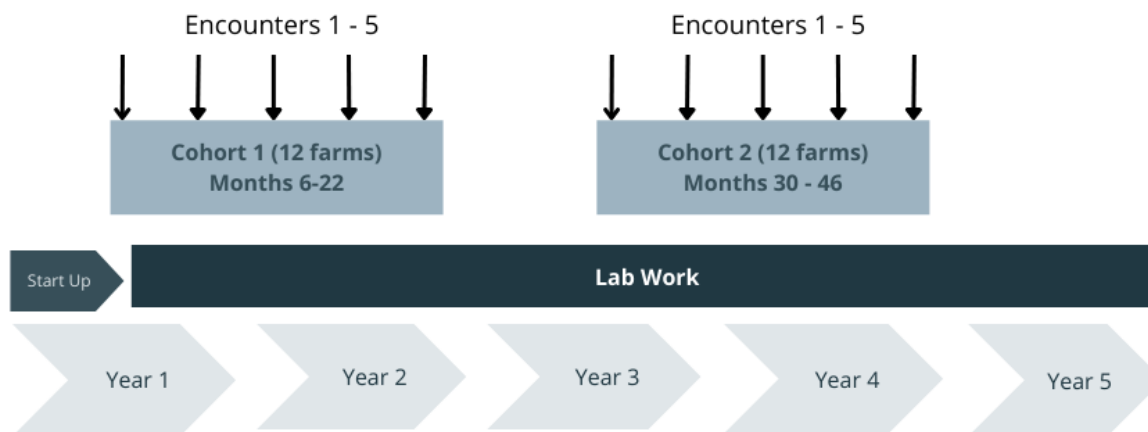 Encounters 1 - 5
Encounters 1 - 5
Cohort 1 (12 farms)
Months 6-22
Cohort 2 (12 farms)
Months 30 - 46
Start Up
Lab Work
Year 1
Year 2
Year 3
Year 4
Year 5